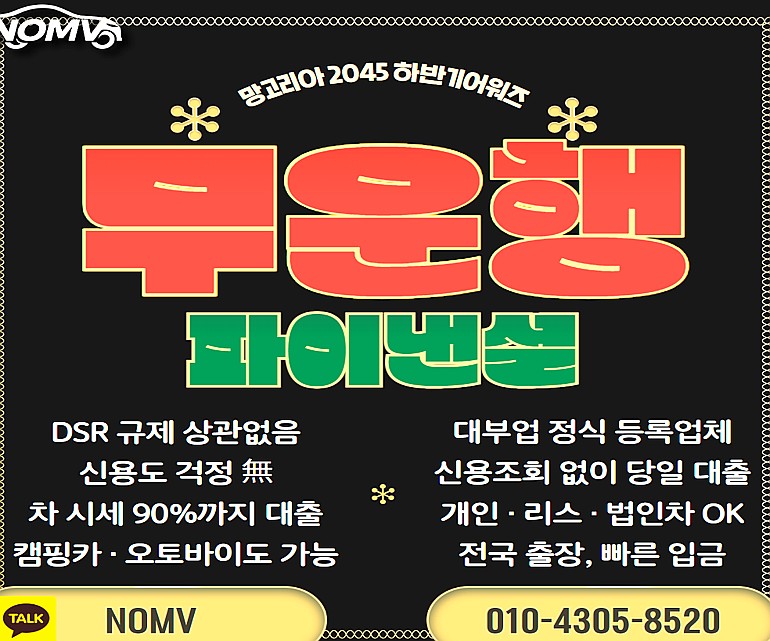 NOMV
망고리아 2045 하반기어워즈
무운행
파이낸셜
DSR 규제 상관없음
신용도 걱정 無
차 시세 90%까지 대출
캠핑카 · 오토바이도 가능
대부업 정식 등록업체
신용조회 없이 당일 대출
개인 · 리스 · 법인차 OK
전국 출장, 빠른 입금
TALK
NOMV
010-4305-8520